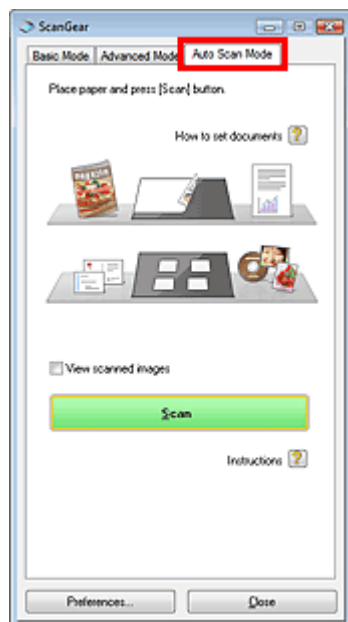 ScanGear
Basic Mode Advanced Mode Auto Scan Mode
Place paper and press [Scan] button.
How to set documents ?
View scanned images
Scan
Instructions ?
Preferences... Close